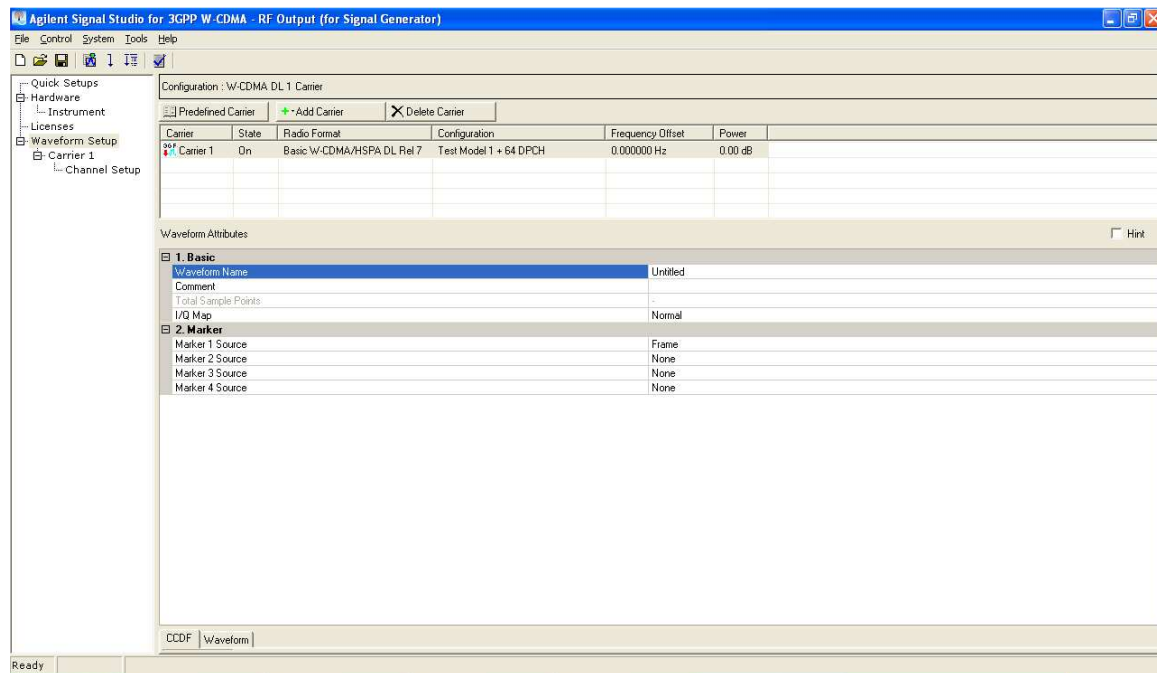 Agilent Signal Studio for 3GPP W-CDMA - RF Output (for Signal Generator)
File Control System Tools Help
Quick Setups
Hardware
Instrument
Licenses
Waveform Setup
Carrier 1
Channel Setup
Configuration : W-CDMA DL 1 Carrier
Predefined Carrier Add Carrier Delete Carrier
Carrier State Radio Format Configuration Frequency Offset Power
Carrier 1 On Basic W-CDMA/HSPA DL Rel 7 Test Model 1 + 64 DPCH 0.000000 Hz 0.00 dB
Waveform Attributes Hint
1. Basic
Waveform Name Untitled
Comment
Total Sample Points -
I/Q Map Normal
2. Marker
Marker 1 Source Frame
Marker 2 Source None
Marker 3 Source None
Marker 4 Source None
CCDF Waveform
Ready